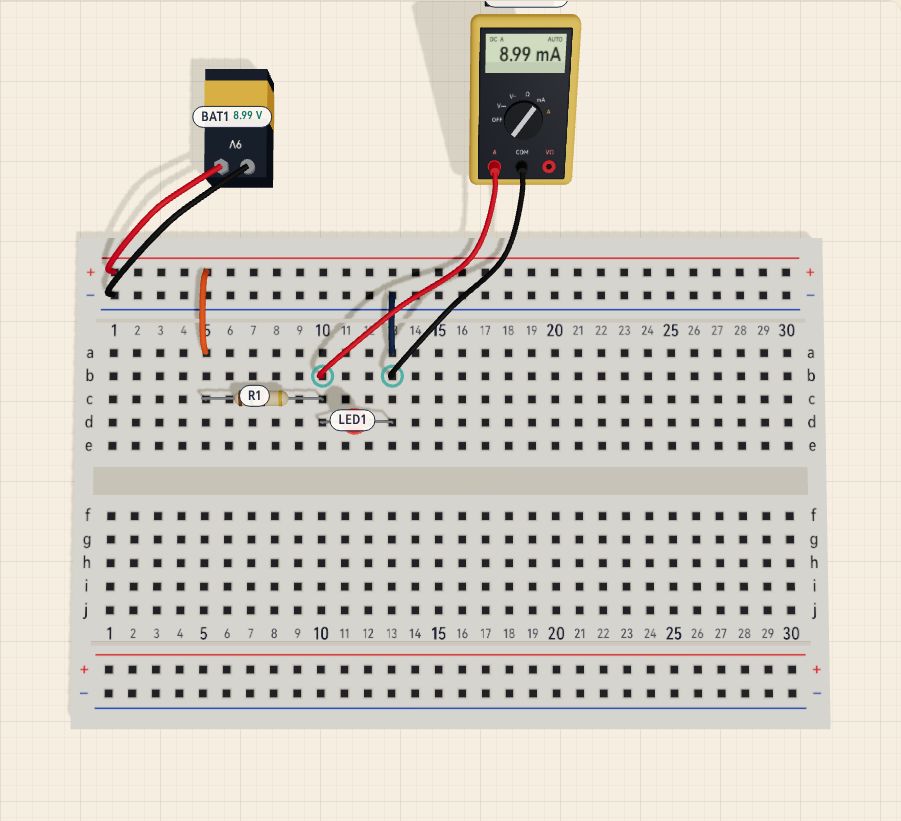 DC A AUTO
8.99 mA
V~ Ω mA
V⎓ A
OFF
A COM VΩ
BAT1 8.99 V
9V
+ +
− −
1 2 3 4 5 6 7 8 9 10 11 12 13 14 15 16 17 18 19 20 21 22 23 24 25 26 27 28 29 30
a a
b b
c R1 c
d LED1 d
e e
f f
g g
h h
i i
j j
1 2 3 4 5 6 7 8 9 10 11 12 13 14 15 16 17 18 19 20 21 22 23 24 25 26 27 28 29 30
+ +
− −